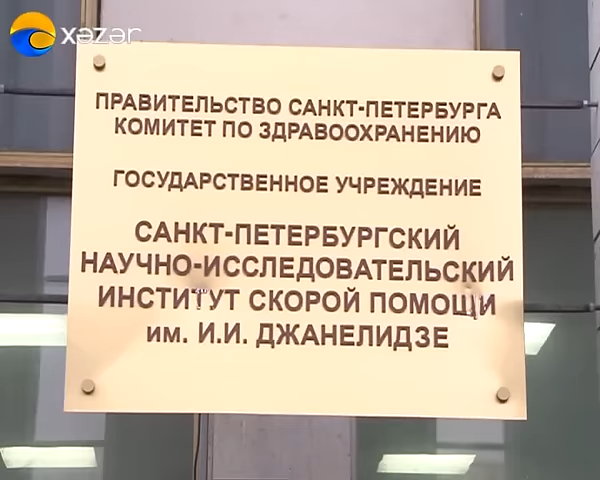 xəzər
ПРАВИТЕЛЬСТВО САНКТ-ПЕТЕРБУРГА
КОМИТЕТ ПО ЗДРАВООХРАНЕНИЮ
ГОСУДАРСТВЕННОЕ УЧРЕЖДЕНИЕ
САНКТ-ПЕТЕРБУРГСКИЙ
НАУЧНО-ИССЛЕДОВАТЕЛЬСКИЙ
ИНСТИТУТ СКОРОЙ ПОМОЩИ
им. И.И. ДЖАНЕЛИДЗЕ